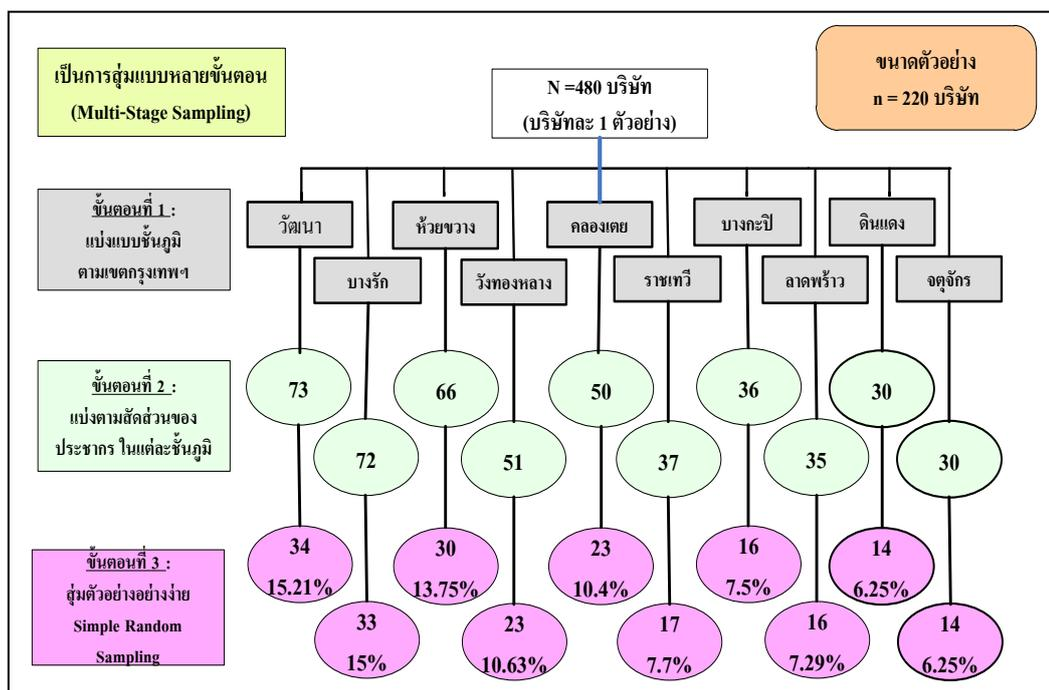 เป็นการสุ่มแบบหลายขั้นตอน
(Multi-Stage Sampling)
N =480 บริษัท
(บริษัทละ 1 ตัวอย่าง)
ขนาดตัวอย่าง
n = 220 บริษัท
ขั้นตอนที่ 1 :
แบ่งแบบชั้นภูมิ
ตามเขตกรุงเทพฯ
วัฒนา
ห้วยขวาง
คลองเตย
บางกะปิ
ดินแดง
บางรัก
วังทองหลาง
ราชเทวี
ลาดพร้าว
จตุจักร
ขั้นตอนที่ 2 :
แบ่งตามสัดส่วนของ
ประชากร ในแต่ละชั้นภูมิ
73
66
50
36
30
72
51
37
35
30
ขั้นตอนที่ 3 :
สุ่มตัวอย่างอย่างง่าย
Simple Random
Sampling
34
15.21%
30
13.75%
23
10.4%
16
7.5%
14
6.25%
33
15%
23
10.63%
17
7.7%
16
7.29%
14
6.25%